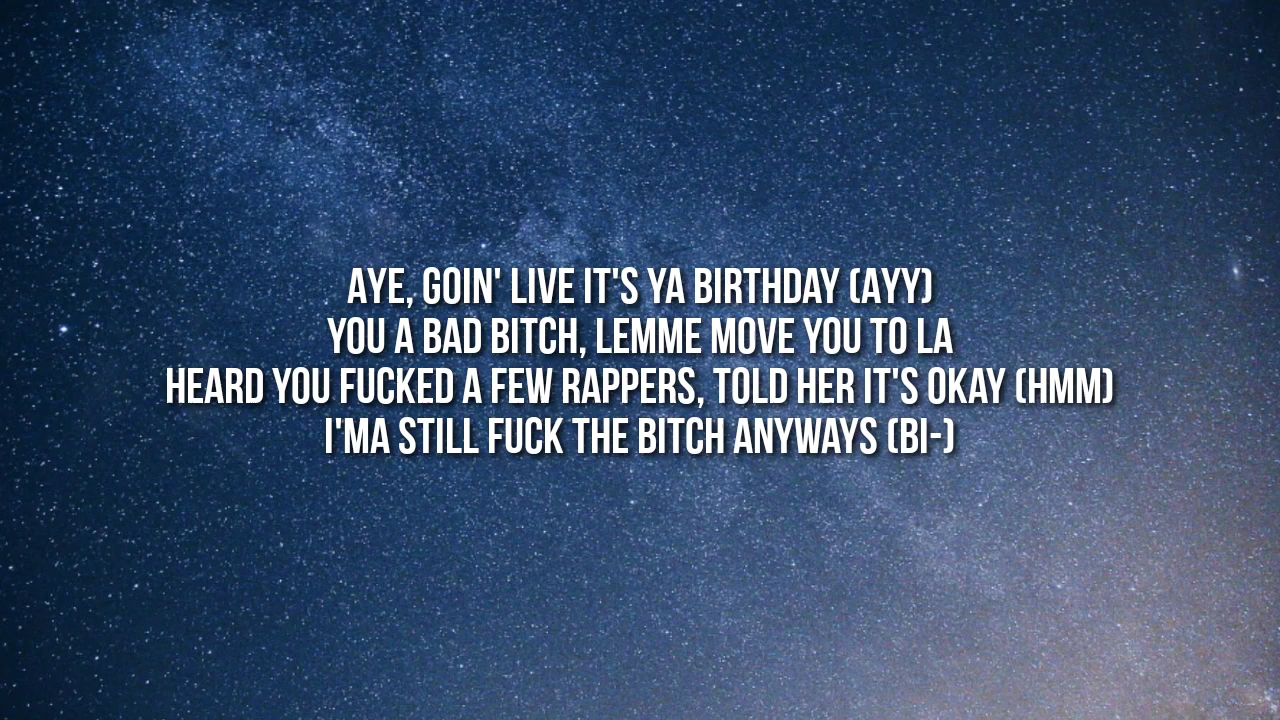 AYE, GOIN' LIVE IT'S YA BIRTHDAY (AYY)
YOU A BAD BITCH, LEMME MOVE YOU TO LA
HEARD YOU FUCKED A FEW RAPPERS, TOLD HER IT'S OKAY (HMM)
I'MA STILL FUCK THE BITCH ANYWAYS (BI-)